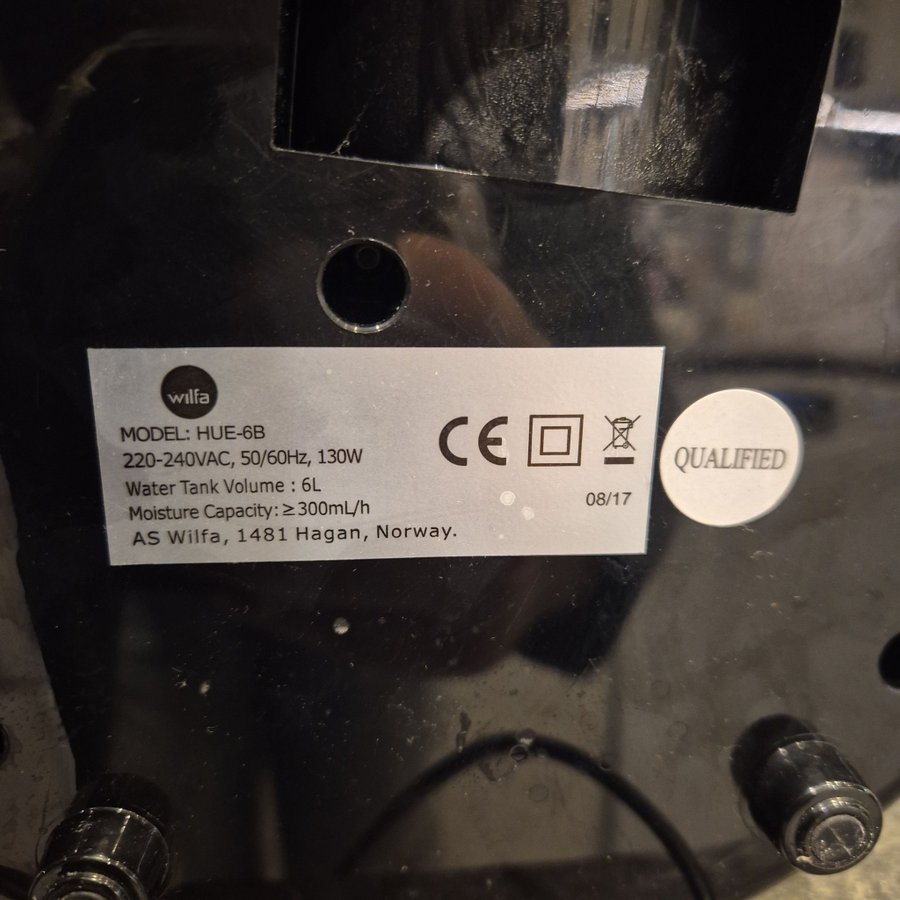 wilfa
MODEL: HUE-6B
220-240VAC, 50/60Hz, 130W
Water Tank Volume : 6L
Moisture Capacity: ≥300mL/h
AS Wilfa, 1481 Hagan, Norway.
CE
08/17
QUALIFIED